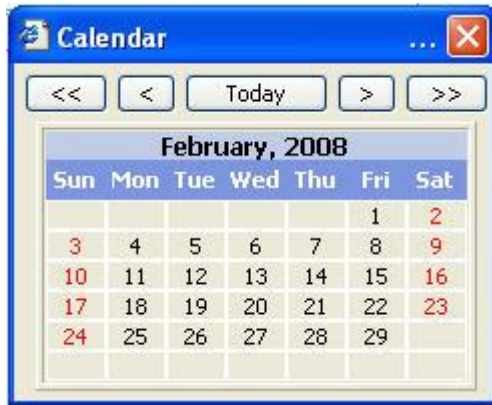 Calendar ...
<< < Today > >>
February, 2008
Sun Mon Tue Wed Thu Fri Sat
1 2
3 4 5 6 7 8 9
10 11 12 13 14 15 16
17 18 19 20 21 22 23
24 25 26 27 28 29